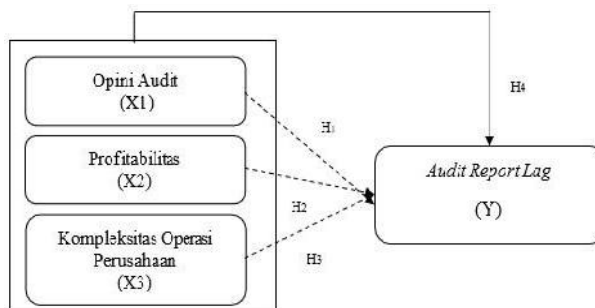 Opini Audit
(X1)
H1
H4
Profitabilitas
(X2)
Audit Report Lag
(Y)
H2
Kompleksitas Operasi
Perusahaan
(X3)
H3